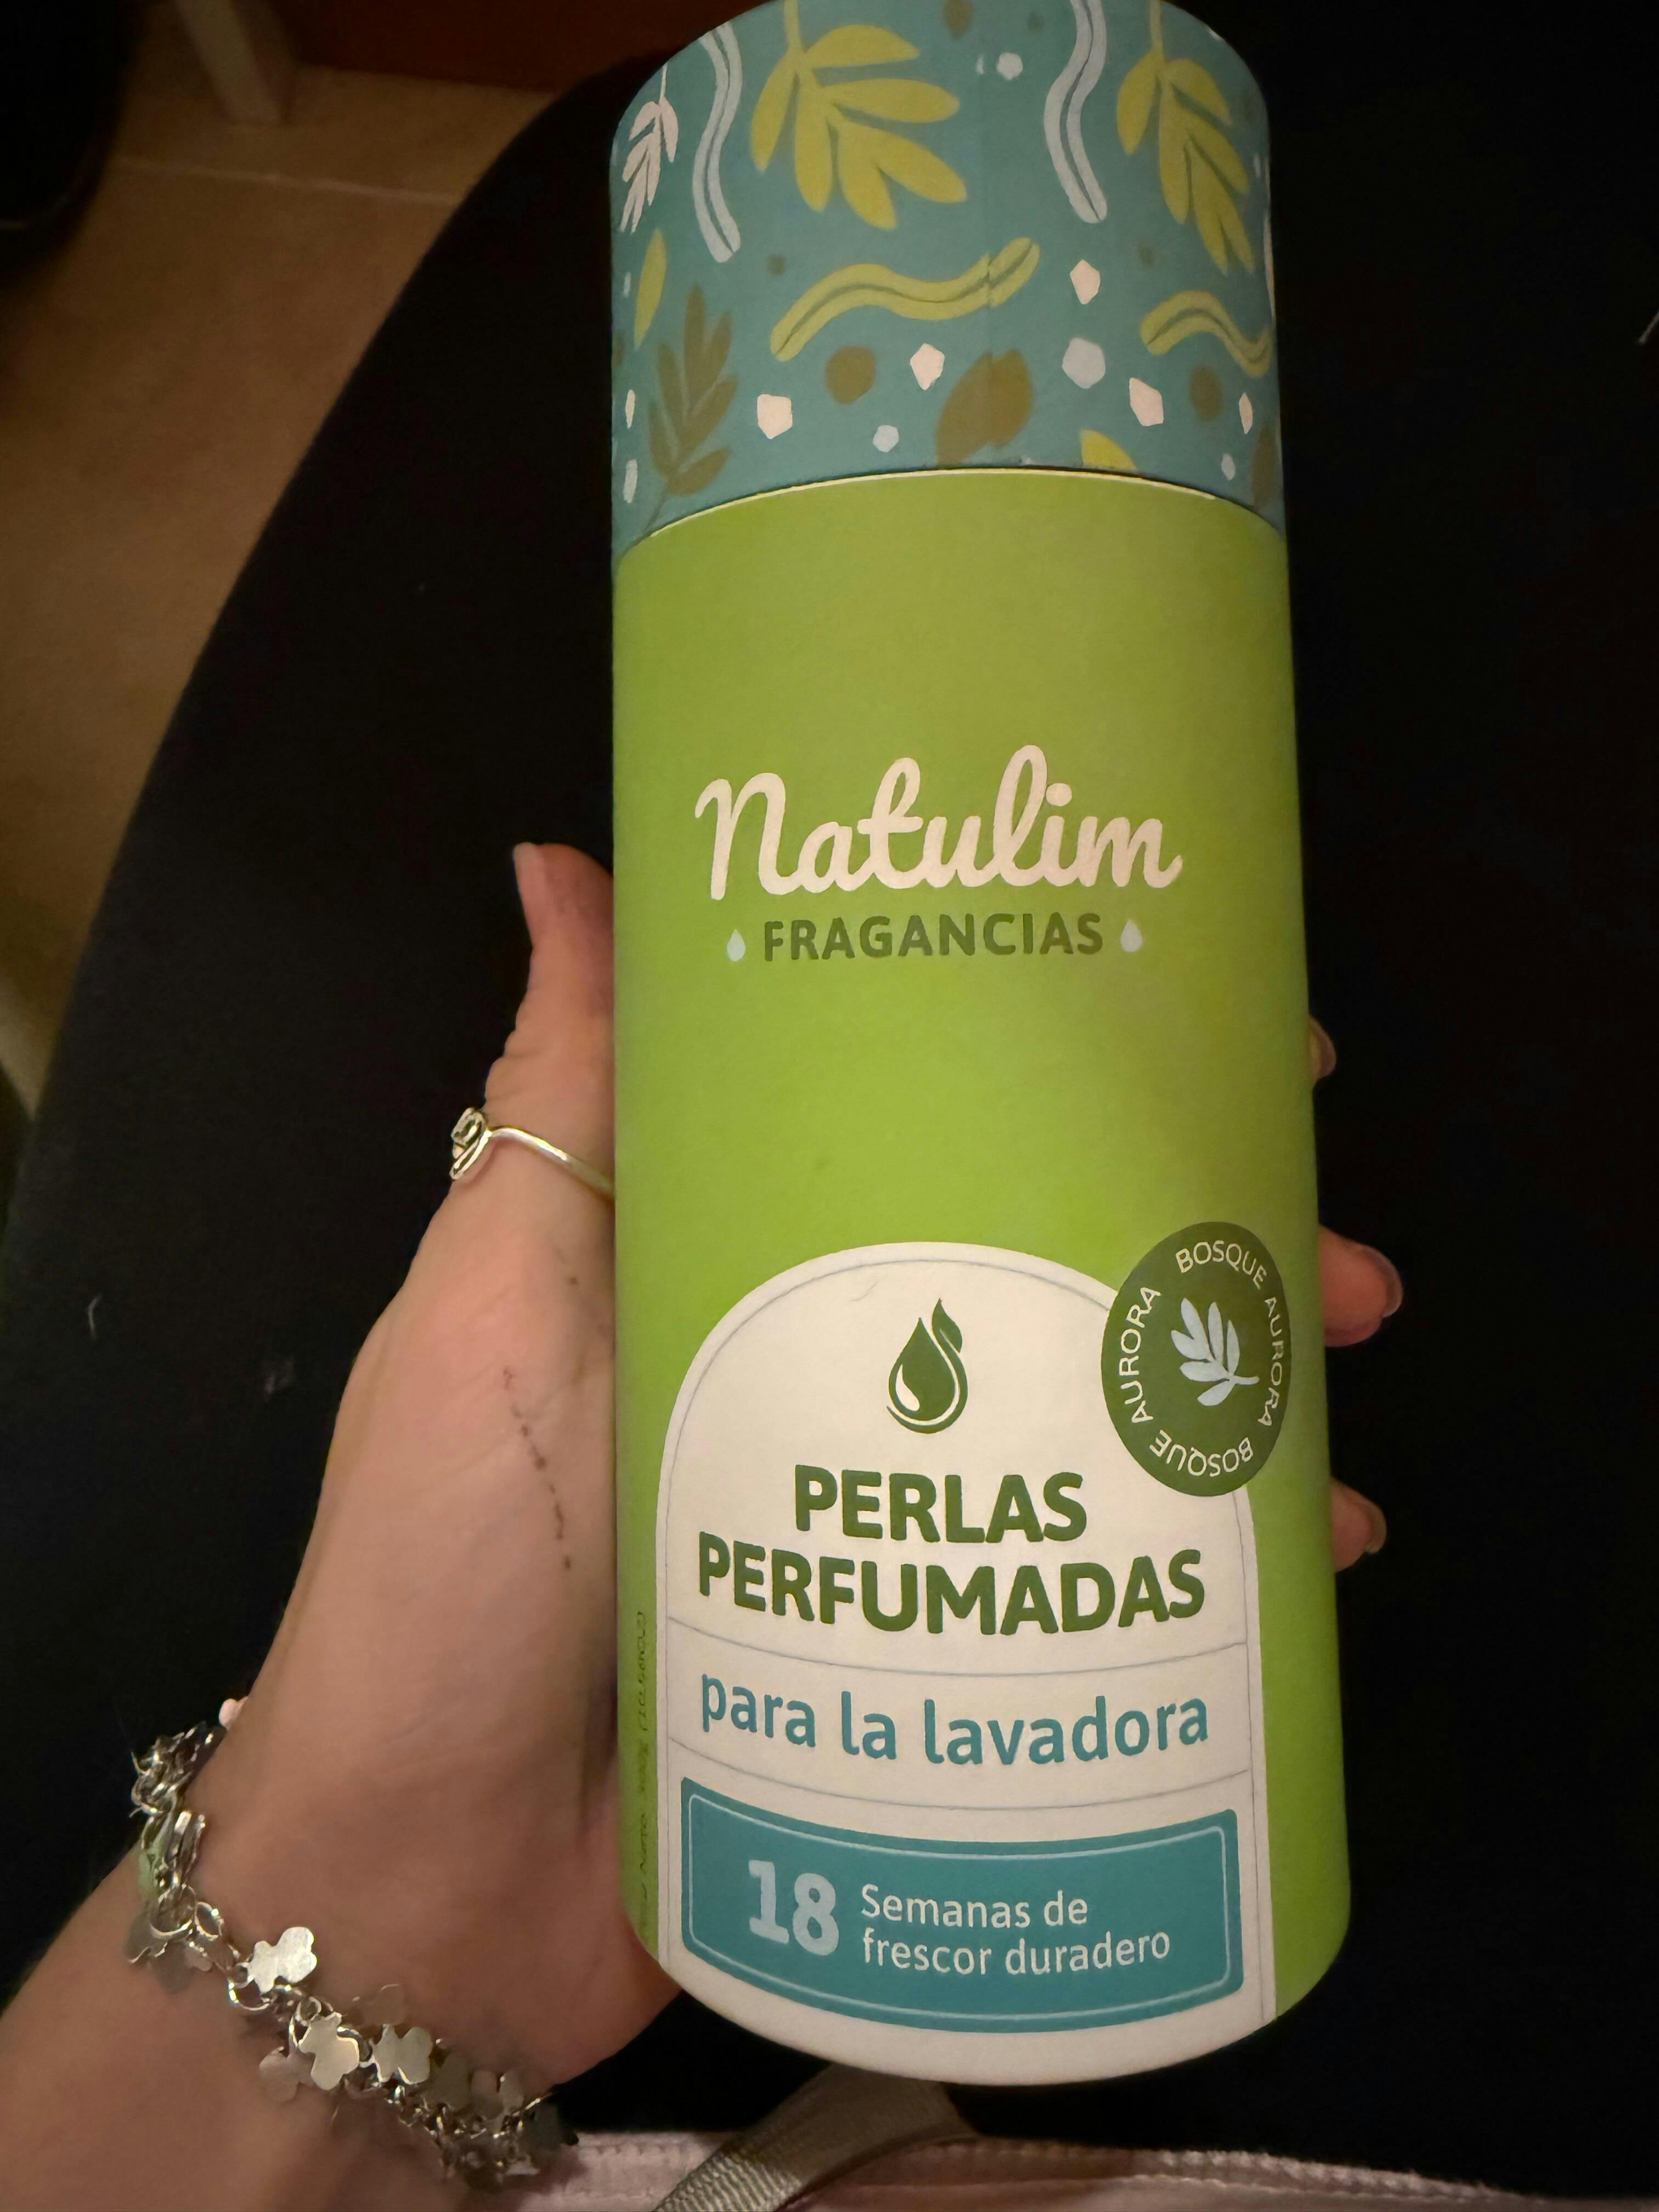 Natulim
FRAGANCIAS
BOSQUE AURORA BOSQUE AURORA
PERLAS
PERFUMADAS
para la lavadora
18 Semanas de
frescor duradero